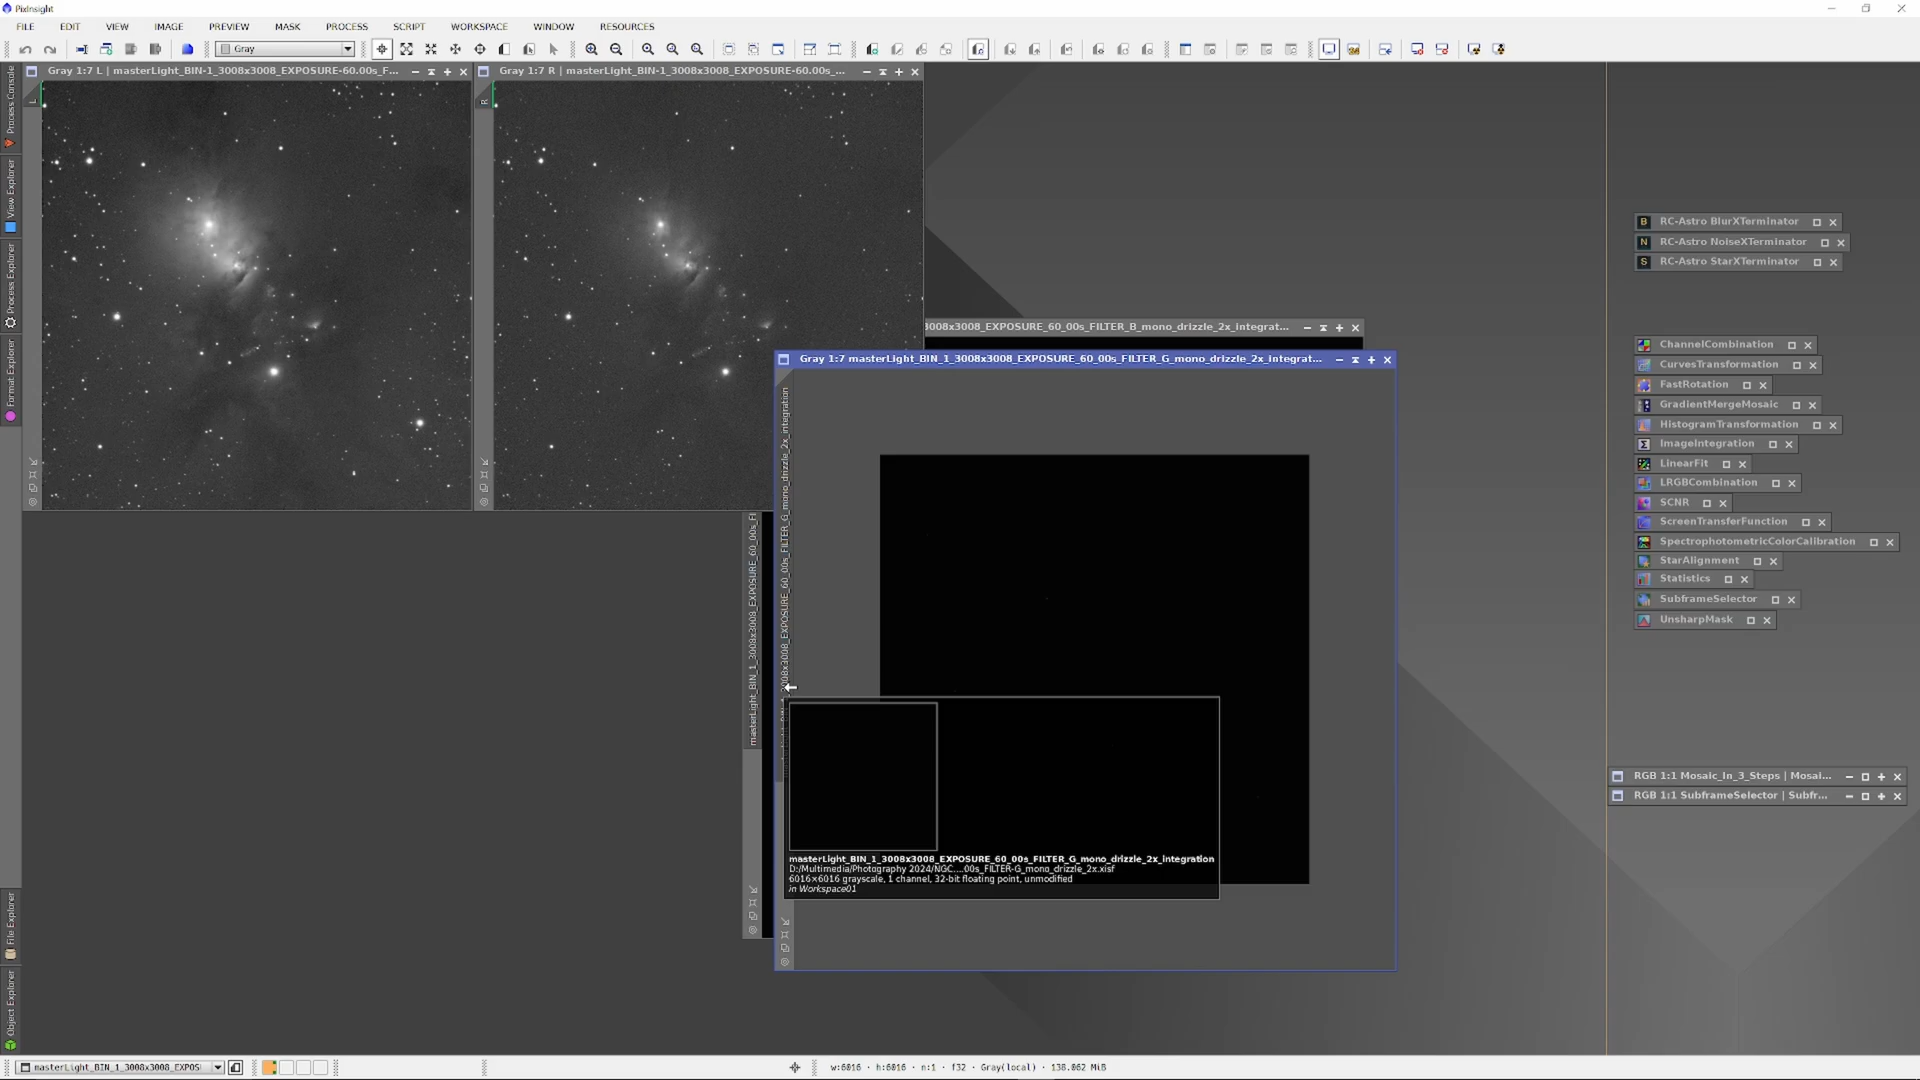 PixInsight
FILE EDIT VIEW IMAGE PREVIEW MASK PROCESS SCRIPT WORKSPACE WINDOW RESOURCES
Gray
Gray 1:7 L | masterLight_BIN-1_3008x3008_EXPOSURE-60.00s_F...
Gray 1:7 R | masterLight_BIN-1_3008x3008_EXPOSURE-60.00s_...
L
R
Process Console
View Explorer
Process Explorer
Format Explorer
File Explorer
Object Explorer
3008x3008_EXPOSURE_60_00s_FILTER_B_mono_drizzle_2x_integrat...
Gray 1:7 masterLight_BIN_1_3008x3008_EXPOSURE_60_00s_FILTER_G_mono_drizzle_2x_integrat...
masterLight_BIN_1_3008x3008_EXPOSURE_60_00s_FI
3008x3008_EXPOSURE_60_00s_FILTER_G_mono_drizzle_2x_integration
masterLight_BIN_1_3008x3008_EXPOSURE_60_00s_FILTER_G_mono_drizzle_2x_integration
D:/Multimedia/Photography 2024/NGC....00s_FILTER-G_mono_drizzle_2x.xisf
6016×6016 grayscale, 1 channel, 32-bit floating point, unmodified
in Workspace01
B RC-Astro BlurXTerminator
N RC-Astro NoiseXTerminator
S RC-Astro StarXTerminator
ChannelCombination
CurvesTransformation
FastRotation
GradientMergeMosaic
HistogramTransformation
ImageIntegration
LinearFit
LRGBCombination
SCNR
ScreenTransferFunction
SpectrophotometricColorCalibration
StarAlignment
Statistics
SubframeSelector
UnsharpMask
RGB 1:1 Mosaic_In_3_Steps | Mosai...
RGB 1:1 SubframeSelector | Subfr...
masterLight_BIN_1_3008x3008_EXPOS
w:6016 · h:6016 · n:1 · f32 · Gray(local) · 138.062 MiB